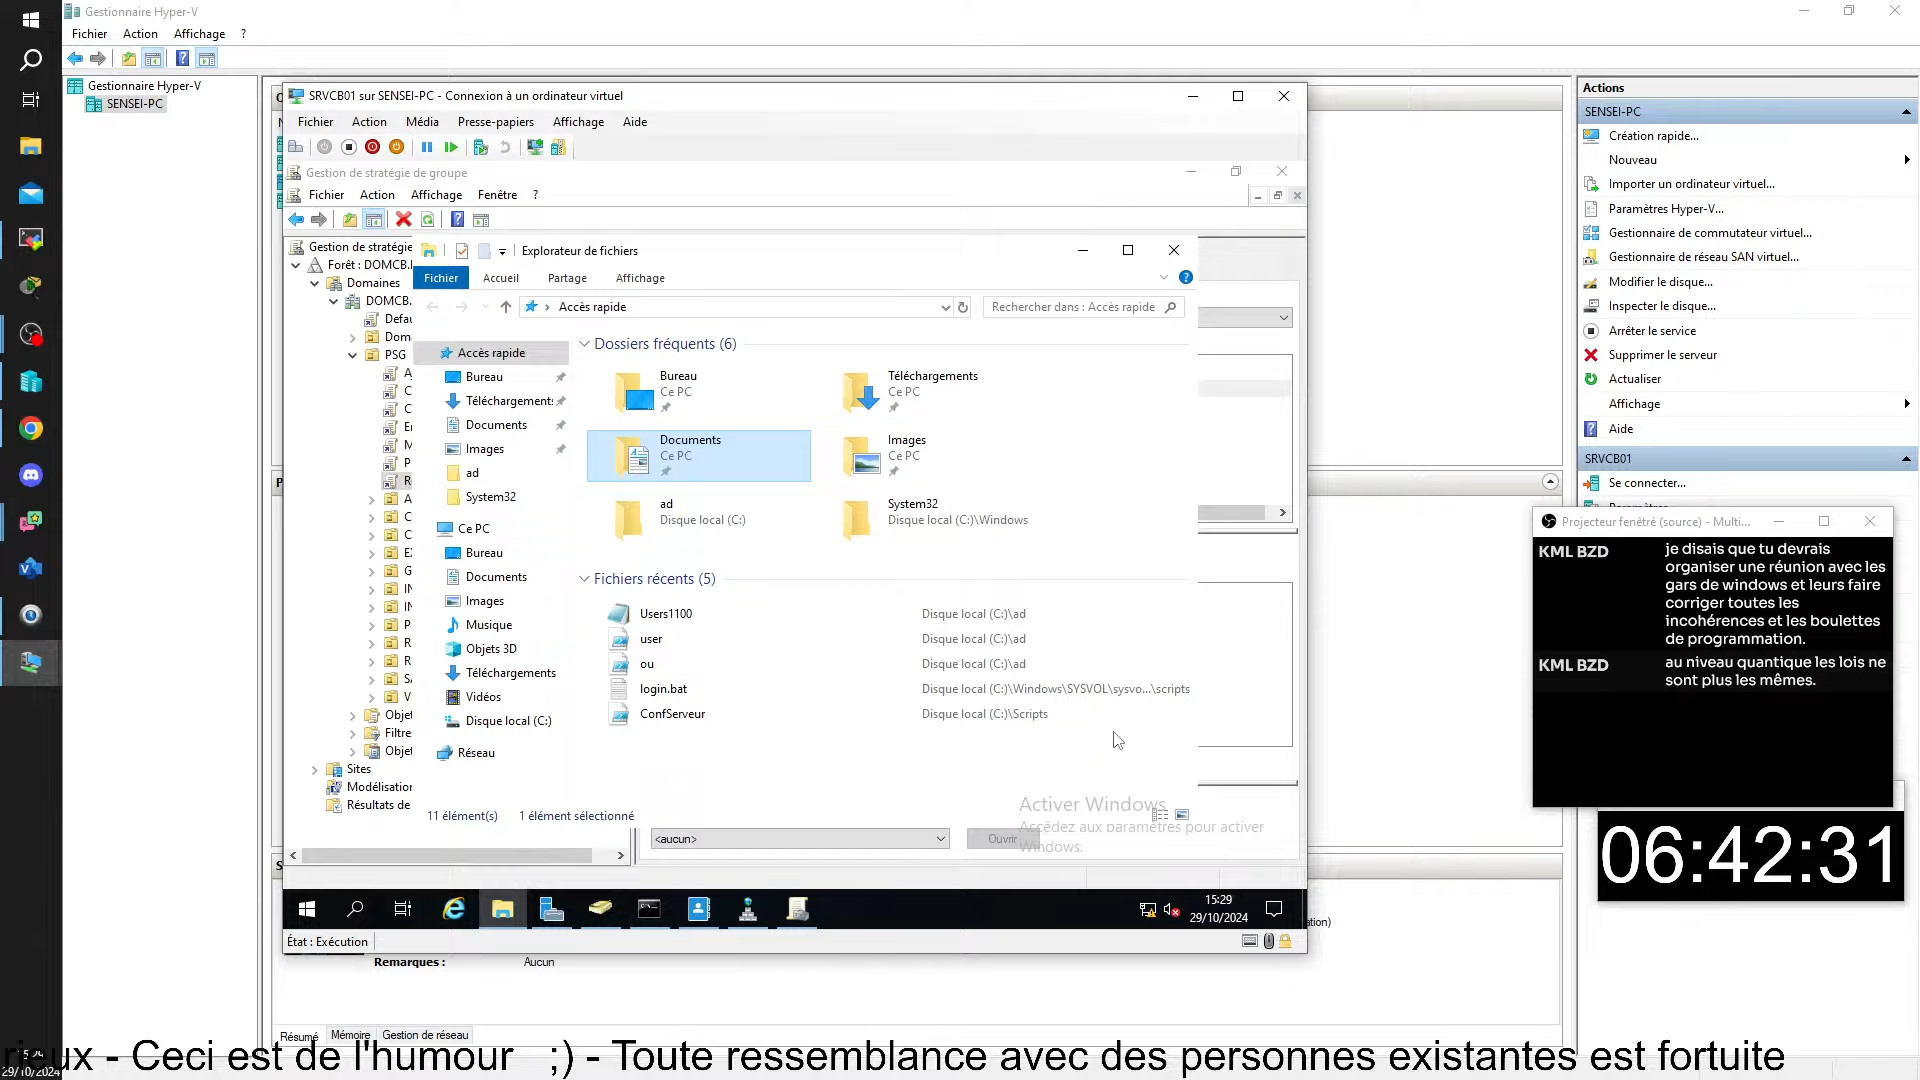 Gestionnaire Hyper-V
Fichier Action Affichage ?
Gestionnaire Hyper-V
SENSEI-PC
SRVCB01 sur SENSEI-PC - Connexion à un ordinateur virtuel
Fichier Action Média Presse-papiers Affichage Aide
Gestion de stratégie de groupe
Fichier Action Affichage Fenêtre ?
Gestion de stratégie
Forêt : DOMCB.
Domaines
DOMCB.
Defau
Dom
PSG
Objet
Filtre
Objet
Sites
Modélisation
Résultats de
Explorateur de fichiers
Fichier Accueil Partage Affichage
Accès rapide
Rechercher dans : Accès rapide
Accès rapide
Bureau
Téléchargements
Documents
Images
ad
System32
Ce PC
Bureau
Documents
Images
Musique
Objets 3D
Téléchargements
Vidéos
Disque local (C:)
Réseau
Dossiers fréquents (6)
Bureau
Ce PC
Téléchargements
Ce PC
Documents
Ce PC
Images
Ce PC
ad
Disque local (C:)
System32
Disque local (C:)\Windows
Fichiers récents (5)
Users1100 Disque local (C:)\ad
user Disque local (C:)\ad
ou Disque local (C:)\ad
login.bat Disque local (C:)\Windows\SYSVOL\sysvo...\scripts
ConfServeur Disque local (C:)\Scripts
11 élément(s) 1 élément sélectionné
Activer Windows
Accédez aux paramètres pour activer
Windows.
<aucun>
Ouvrir
15:29
29/10/2024
État : Exécution
ation)
Remarques : Aucun
Résumé Mémoire Gestion de réseau
Actions
SENSEI-PC
Création rapide...
Nouveau
Importer un ordinateur virtuel...
Paramètres Hyper-V...
Gestionnaire de commutateur virtuel...
Gestionnaire de réseau SAN virtuel...
Modifier le disque...
Inspecter le disque...
Arrêter le service
Supprimer le serveur
Actualiser
Affichage
Aide
SRVCB01
Se connecter...
Projecteur fenêtré (source) - Multi...
KML BZD je disais que tu devrais
organiser une réunion avec les
gars de windows et leurs faire
corriger toutes les
incohérences et les boulettes
de programmation.
KML BZD au niveau quantique les lois ne
sont plus les mêmes.
06:42:31
rieux - Ceci est de l'humour ;) - Toute ressemblance avec des personnes existantes est fortuite
29/10/2024